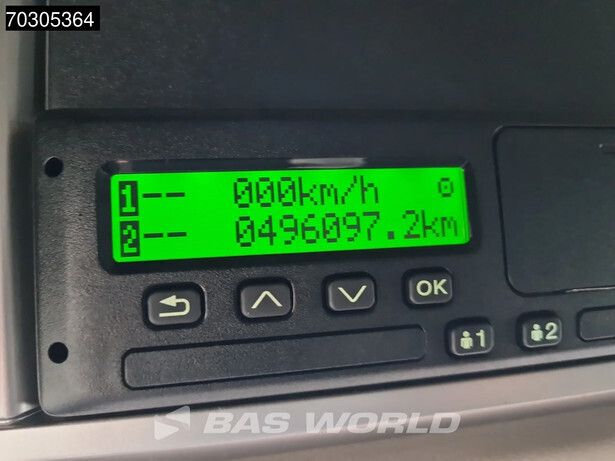 70305364
1 -- 000km/h
2 -- 0496097.2km
OK
1 2
BAS WORLD